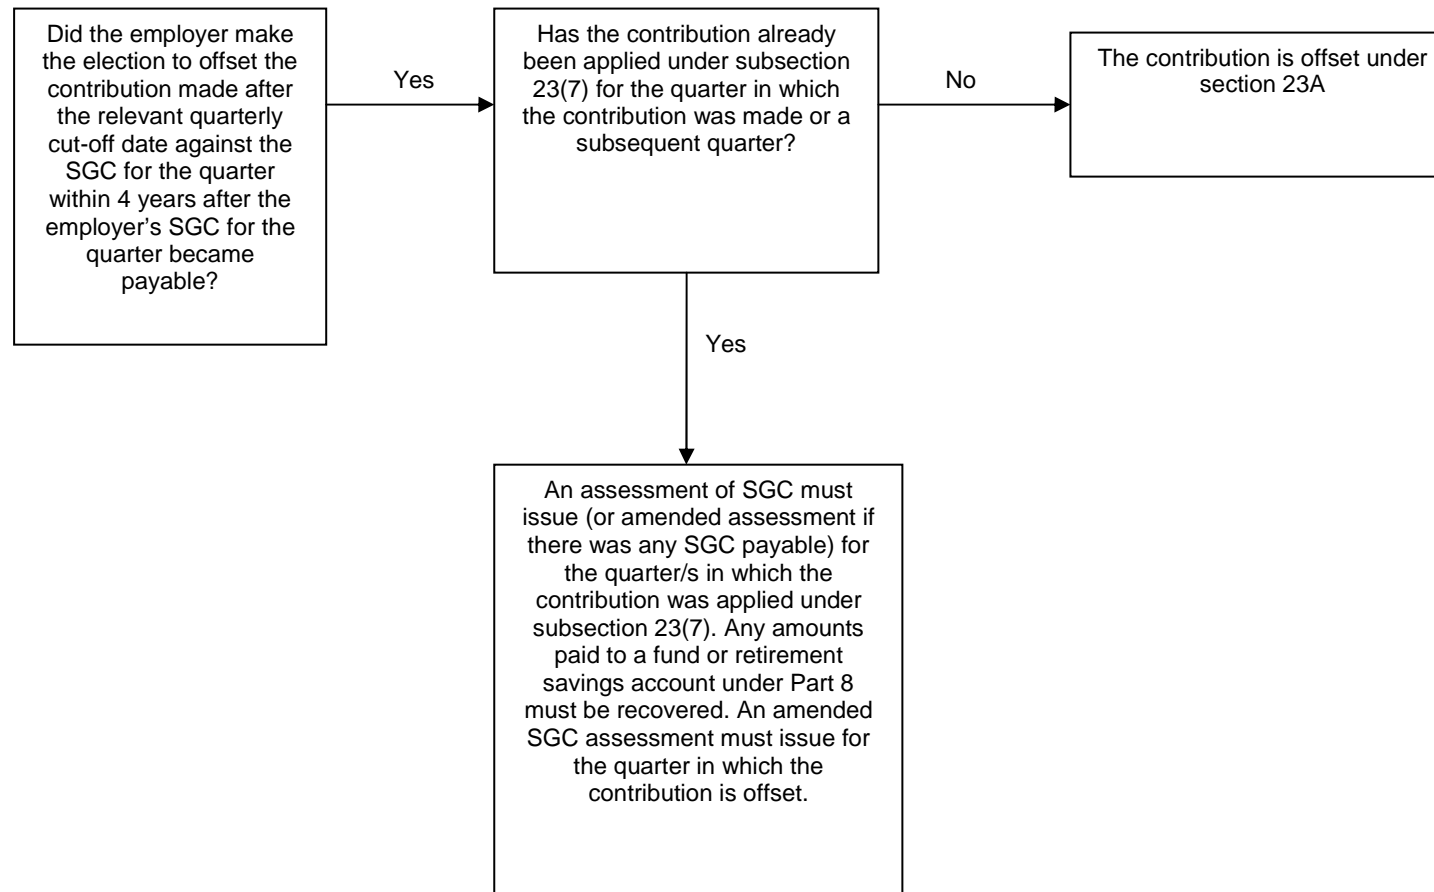 Did the employer make
the election to offset the
contribution made after
the relevant quarterly
cut-off date against the
SGC for the quarter
within 4 years after the
employer’s SGC for the
quarter became
payable?
Yes
Has the contribution already
been applied under subsection
23(7) for the quarter in which
the contribution was made or a
subsequent quarter?
No
The contribution is offset under
section 23A
Yes
An assessment of SGC must
issue (or amended assessment if
there was any SGC payable) for
the quarter/s in which the
contribution was applied under
subsection 23(7). Any amounts
paid to a fund or retirement
savings account under Part 8
must be recovered. An amended
SGC assessment must issue for
the quarter in which the
contribution is offset.